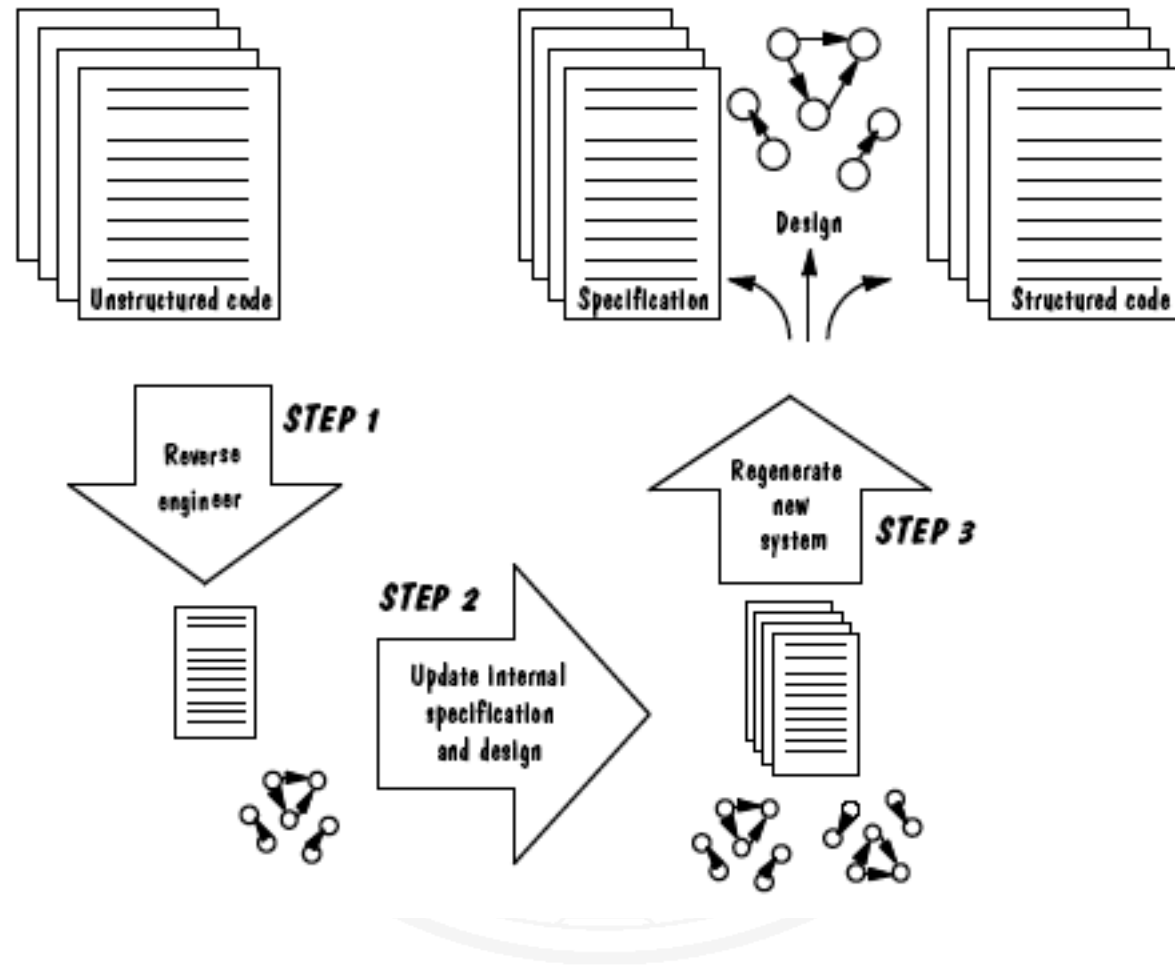 Unstructured code
Specification
Design
Structured code
STEP 1
Reverse
engineer
STEP 2
Update internal
specification
and design
Regenerate
new
system
STEP 3